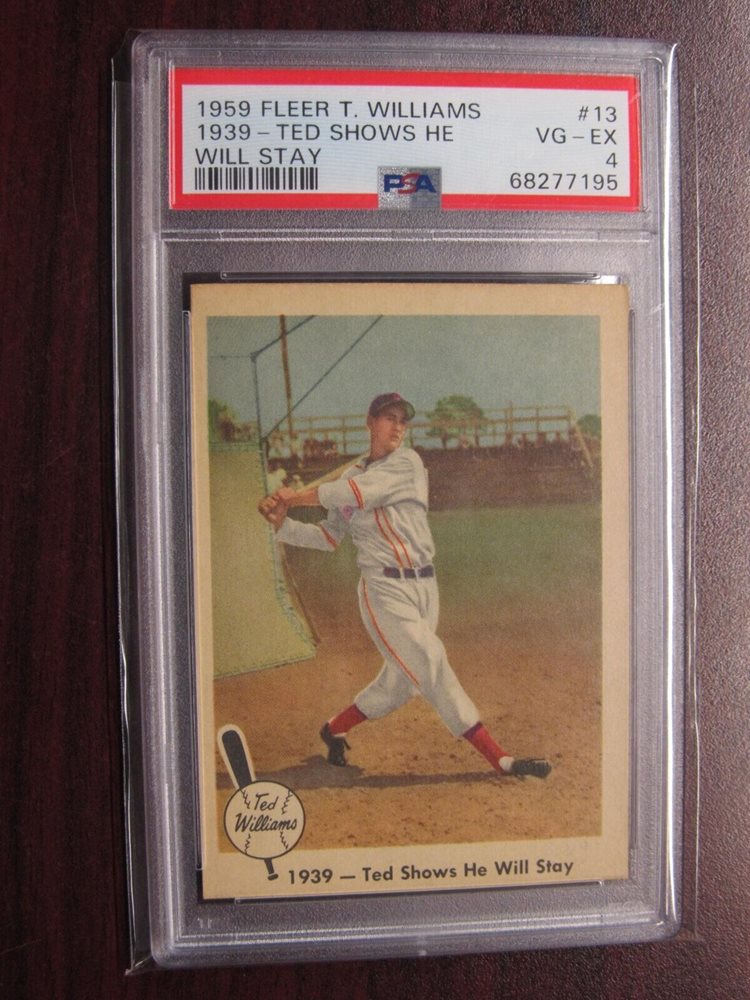 1959 FLEER T. WILLIAMS #13
1939 – TED SHOWS HE VG – EX
WILL STAY 4
PSA 68277195
Ted
Williams
1939 — Ted Shows He Will Stay